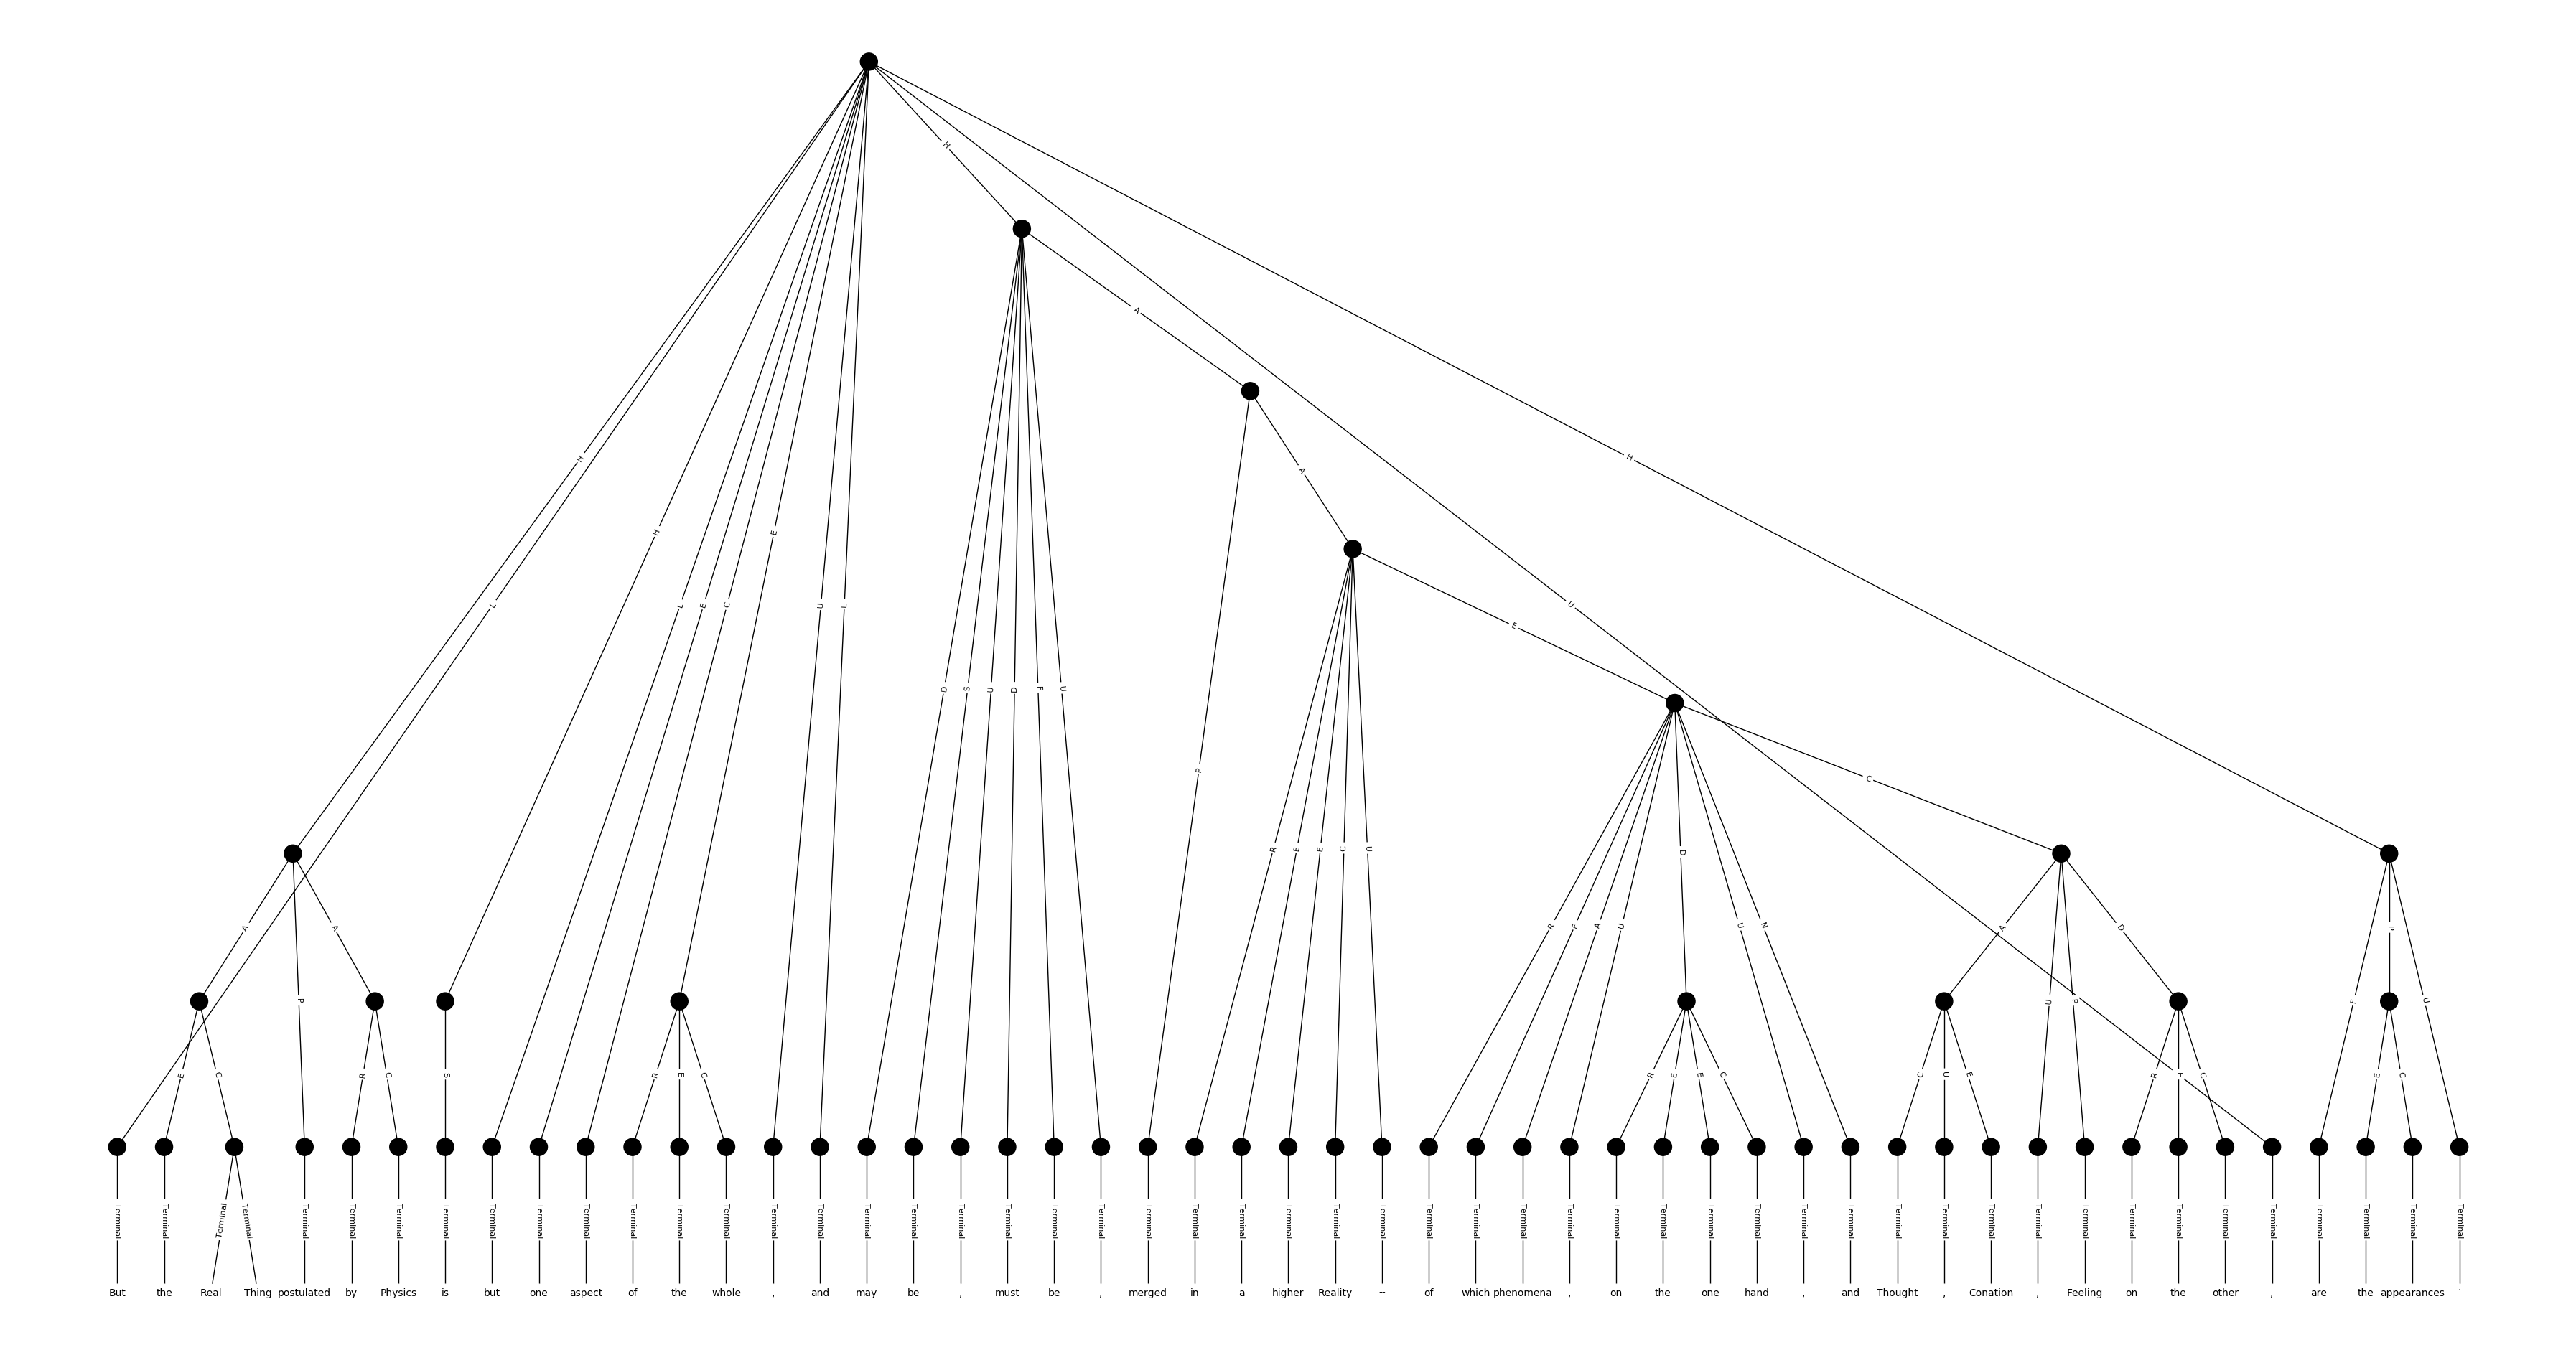 H
H
A
H
A
H
L
H
E
L
E
C
U
L
U
E
D
S
U
D
F
U
P
C
R
E
E
C
U
D
A
A
R
F
A
U
U
N
A
D
P
P
U
P
F
U
E
C
R
C
S
R
E
C
R
E
E
C
C
U
E
R
E
C
E
C
Terminal Terminal Terminal Terminal Terminal Terminal Terminal Terminal Terminal Terminal Terminal Terminal Terminal Terminal Terminal Terminal Terminal Terminal Terminal Terminal Terminal Terminal Terminal Terminal Terminal Terminal Terminal Terminal Terminal Terminal Terminal Terminal Terminal Terminal Terminal Terminal Terminal Terminal Terminal Terminal Terminal Terminal Terminal Terminal Terminal Terminal Terminal Terminal Terminal Terminal Terminal
But the Real Thing postulated by Physics is but one aspect of the whole , and may be , must be , merged in a higher Reality -- of which phenomena , on the one hand , and Thought , Conation , Feeling on the other , are the appearances .